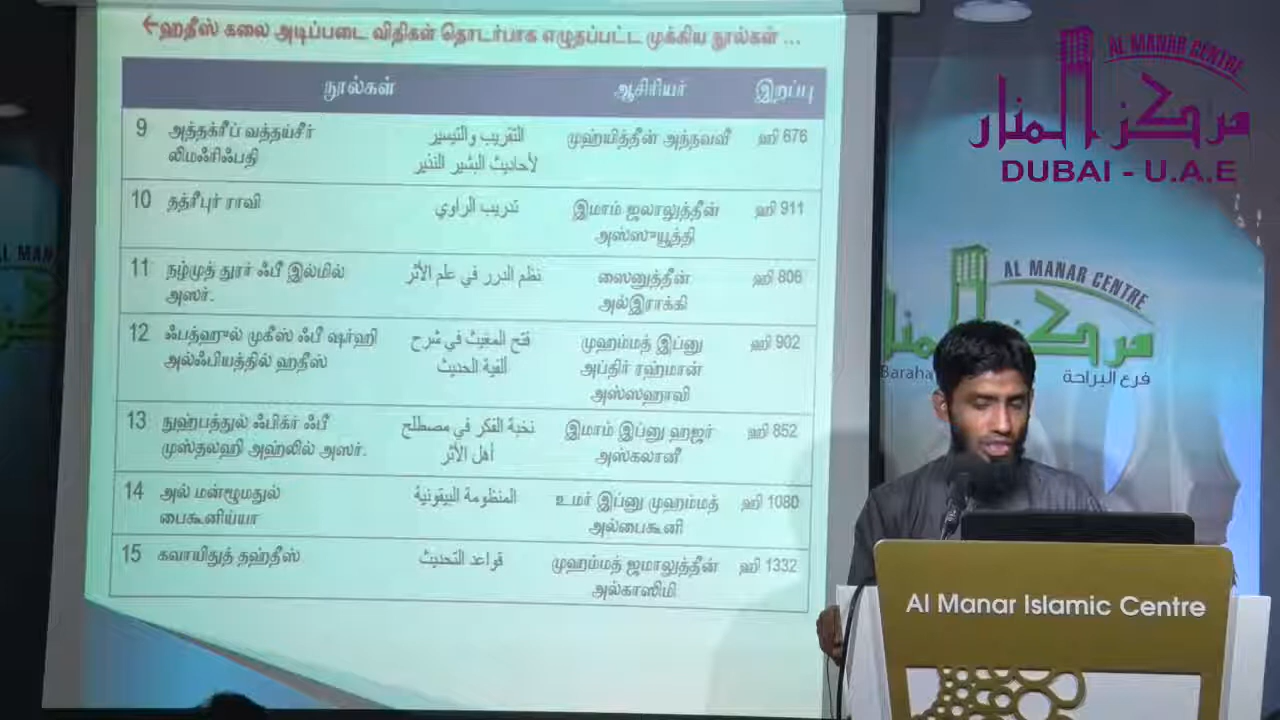 ←ஹதீஸ் கலை அடிப்படை விதிகள் தொடர்பாக எழுதப்பட்ட முக்கிய நூல்கள் ...
நூல்கள் ஆசிரியர் இறப்பு
9 அத்தக்ரீப் வத்தய்சீர் التقريب والتيسير முஹ்யித்தீன் அந்நவவீ ஹி 676
லிமஃரிஃபதி لأحاديث البشير النذير
10 தத்ரீபுர் ராவி تدريب الراوي இமாம் ஜலாலுத்தீன் ஹி 911
அஸ்ஸுயூத்தி
11 நழ்முத் துரர் ஃபீ இல்மில் نظم الدرر في علم الأثر ஸைனுத்தீன் ஹி 806
அஸர். அல்இராக்கி
12 ஃபத்ஹுல் முகீஸ் ஃபீ ஷர்ஹி فتح المغيث في شرح முஹம்மத் இப்னு ஹி 902
அல்ஃபியத்தில் ஹதீஸ் ألفية الحديث அப்திர் ரஹ்மான்
அஸ்ஸஹாவி
13 நுஹ்பத்துல் ஃபிக்ர் ஃபீ نخبة الفكر في مصطلح இமாம் இப்னு ஹஜர் ஹி 852
முஸ்தலஹி அஹ்லில் அஸர். أهل الأثر அஸ்கலானீ
14 அல் மன்ழூமதுல் المنظومة البيقونية உமர் இப்னு முஹம்மத் ஹி 1080
பைகூனிய்யா அல்பைகூனி
15 கவாயிதுத் தஹ்தீஸ் قواعد التحديث முஹம்மத் ஜமாலுத்தீன் ஹி 1332
அல்காஸிமி
AL MANAR CENTRE
مركز المنار
DUBAI - U.A.E
AL MAN
AL MANAR CENTRE
مركز المنار
Baraha
فرع البراحة
Al Manar Islamic Centre